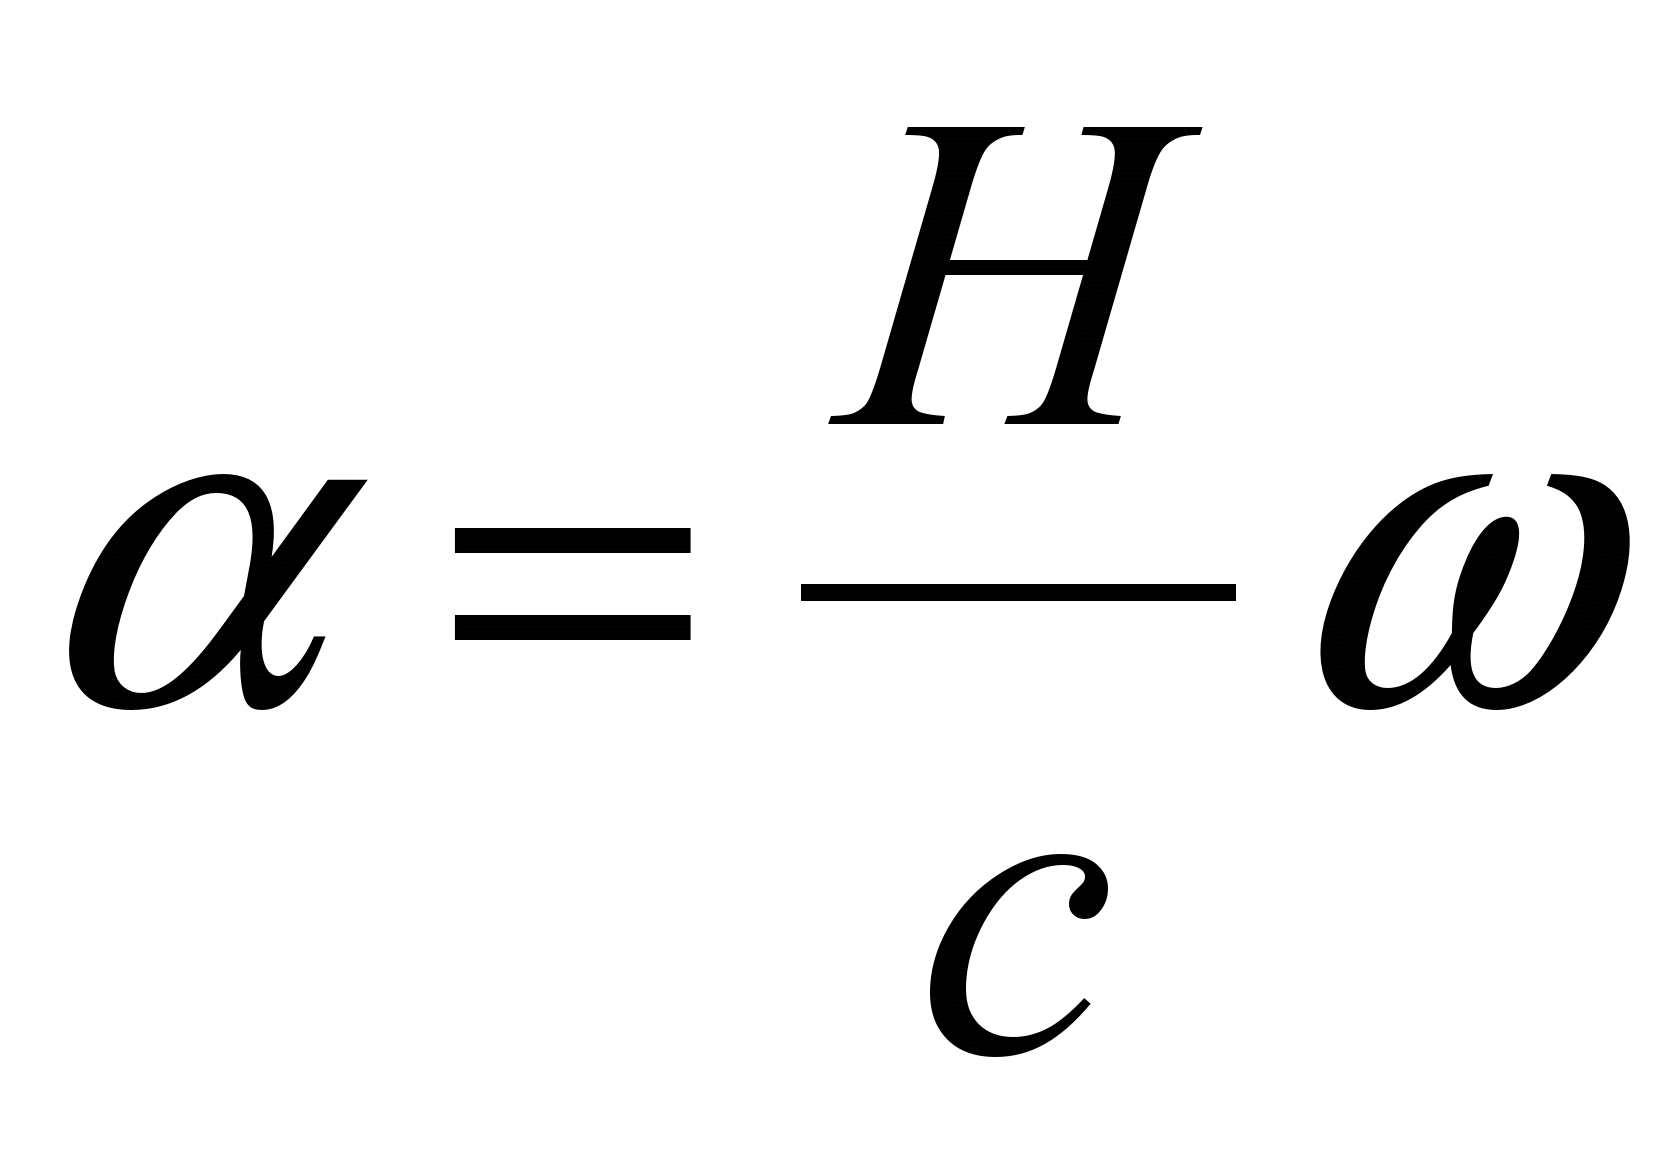 α = H/c ω